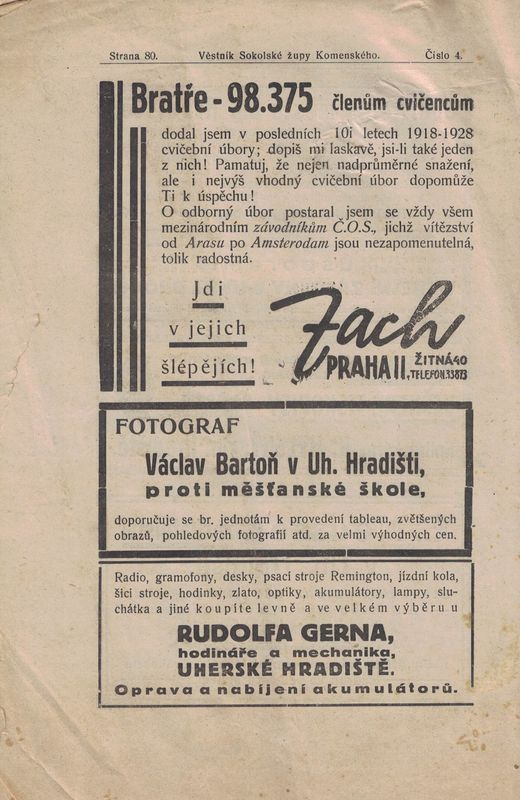 Strana 80. Věstník Sokolské župy Komenského. Číslo 4.
Bratře - 98.375 členům cvičencům
dodal jsem v posledních 10i letech 1918-1928
cvičební úbory; dopiš mi laskavě, jsi-li také jeden
z nich! Pamatuj, že nejen nadprůměrné snažení,
ale i nejvýš vhodný cvičební úbor dopomůže
Ti k úspěchu!
O odborný úbor postaral jsem se vždy všem
mezinárodním závodníkům Č.O.S., jichž vítězství
od Arasu po Amsterodam jsou nezapomenutelná,
tolik radostná.
Jdi
v jejich
šlépějích!
Zach
PRAHA II, ŽITNÁ 40
TELEFON 33873
FOTOGRAF
Václav Bartoň v Uh. Hradišti,
proti měšťanské škole,
doporučuje se br. jednotám k provedení tableau, zvětšených
obrazů, pohledových fotografií atd. za velmi výhodných cen.
Radio, gramofony, desky, psací stroje Remington, jízdní kola,
šicí stroje, hodinky, zlato, optiky, akumulátory, lampy, slu-
chátka a jiné koupíte levně a ve velkém výběru u
RUDOLFA GERNA,
hodináře a mechanika,
UHERSKÉ HRADIŠTĚ.
Oprava a nabíjení akumulátorů.